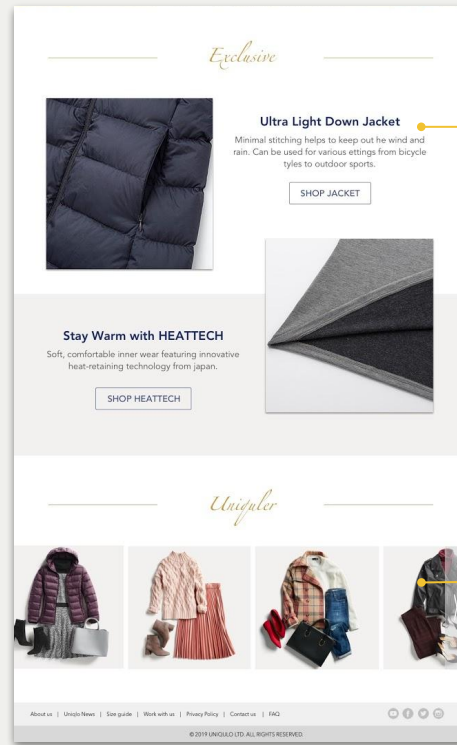 Exclusive
Ultra Light Down Jacket
Minimal stitching helps to keep out he wind and
rain. Can be used for various ettings from bicycle
tyles to outdoor sports.
SHOP JACKET
Stay Warm with HEATTECH
Soft, comfortable inner wear featuring innovative
heat-retaining technology from japan.
SHOP HEATTECH
Uniquler
About us | Uniqlo News | Size guide | Work with us | Privacy Policy | Contact us | FAQ
© 2019 UNIQULO LTD. ALL RIGHTS RESERVED.